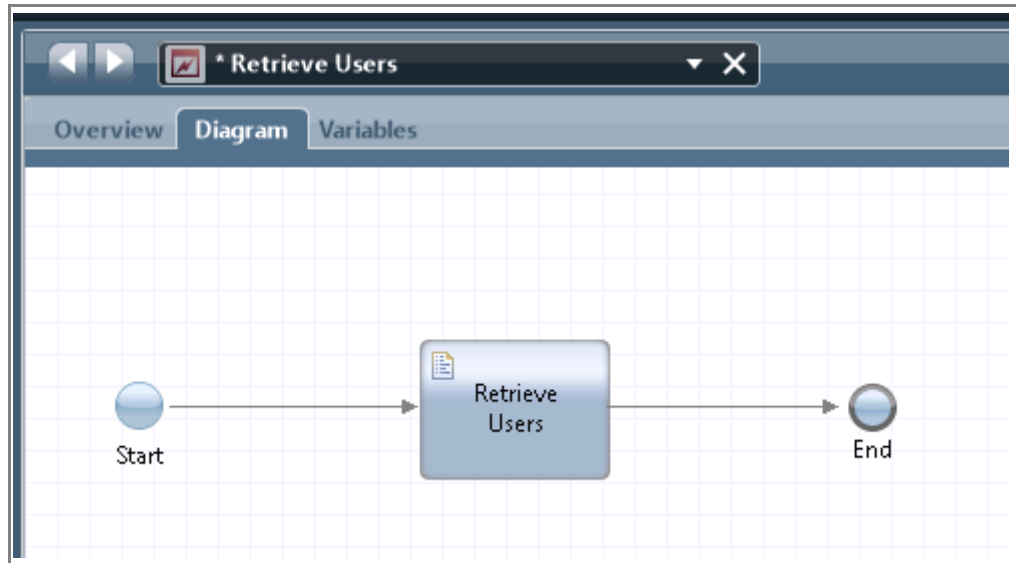 * Retrieve Users
Overview Diagram Variables
Retrieve
Users
Start
End